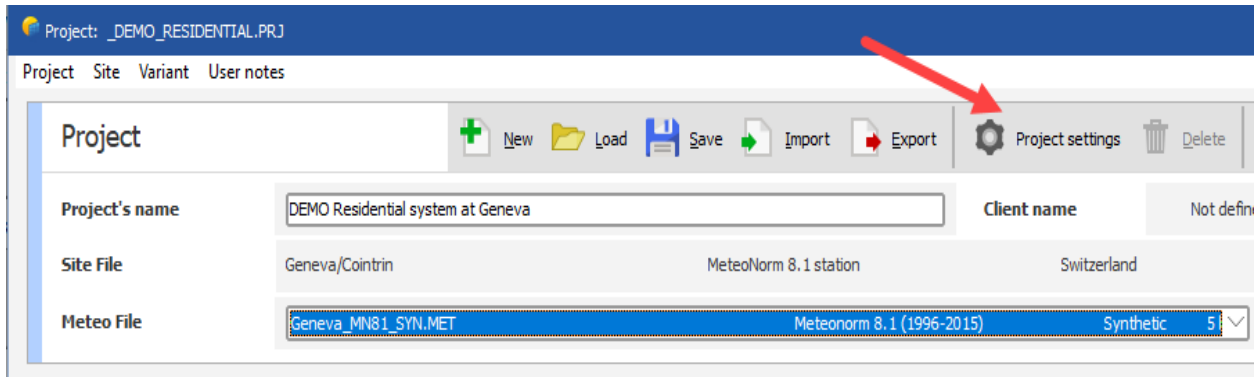 Project: _DEMO_RESIDENTIAL.PRJ
Project Site Variant User notes
Project New Load Save Import Export Project settings Delete
Project's name DEMO Residential system at Geneva Client name Not define
Site File Geneva/Cointrin MeteoNorm 8.1 station Switzerland
Meteo File Geneva_MN81_SYN.MET Meteonorm 8.1 (1996-2015) Synthetic 5